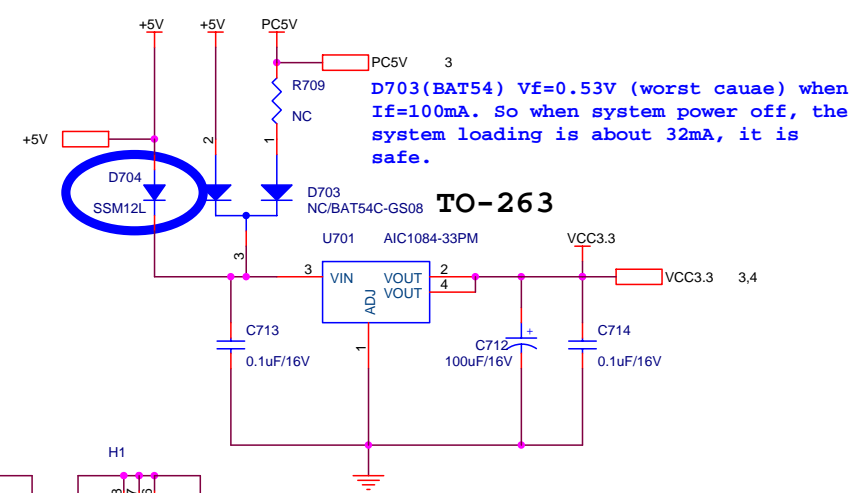 +5V +5V PC5V
PC5V 3
R709
NC
D703(BAT54) Vf=0.53V (worst cauae) when
If=100mA. So when system power off, the
system loading is about 32mA, it is
safe.
+5V
2 1
D704
SSM12L
D703
NC/BAT54C-GS08
TO-263
3
U701 AIC1084-33PM
VCC3.3
3 VIN VOUT 2
VOUT 4
ADJ
1
VCC3.3 3,4
C713
0.1uF/16V
C712
+
100uF/16V
C714
0.1uF/16V
H1
8 7 6